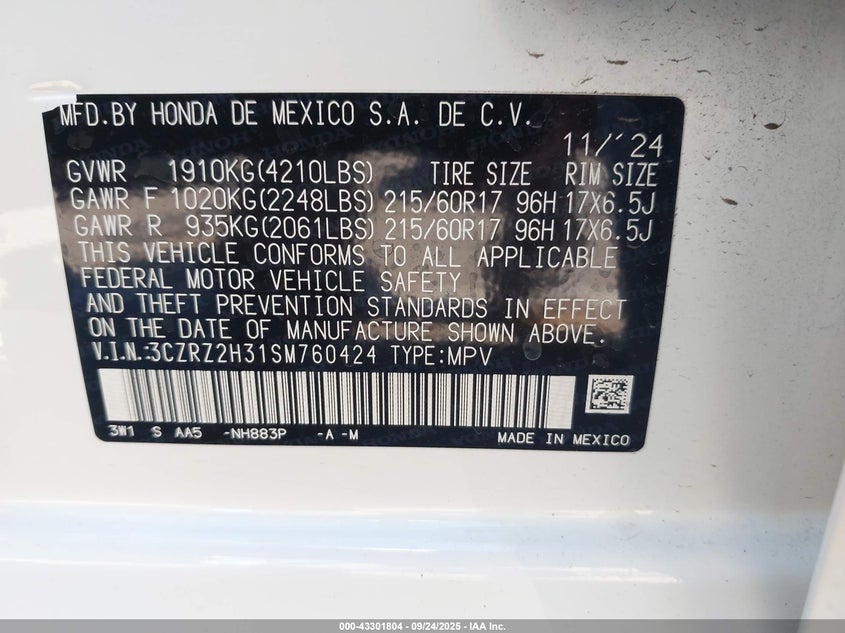 MFD.BY HONDA DE MEXICO S.A. DE C.V.
11/'24
GVWR 1910KG(4210LBS) TIRE SIZE RIM SIZE
GAWR F 1020KG(2248LBS) 215/60R17 96H 17X6.5J
GAWR R 935KG(2061LBS) 215/60R17 96H 17X6.5J
THIS VEHICLE CONFORMS TO ALL APPLICABLE
FEDERAL MOTOR VEHICLE SAFETY
AND THEFT PREVENTION STANDARDS IN EFFECT
ON THE DATE OF MANUFACTURE SHOWN ABOVE.
V.I.N.:3CZRZ2H31SM760424 TYPE:MPV
3W1 S AA5 -NH883P -A -M MADE IN MEXICO
000-43301804 - 09/24/2025 - IAA Inc.